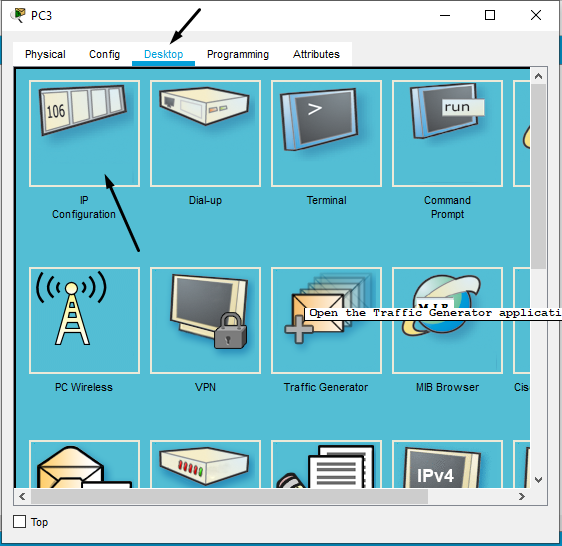 PC3
Physical Config Desktop Programming Attributes
106
>
run
IP
Configuration
Dial-up
Terminal
Command
Prompt
M I B
Open the Traffic Generator applicati
PC Wireless
VPN
Traffic Generator
MIB Browser
Cis
IPv4
Top